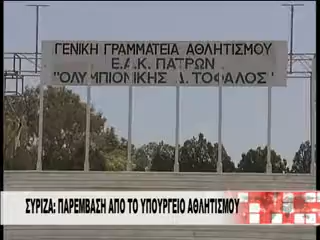 ΓΕΝΙΚΗ ΓΡΑΜΜΑΤΕΙΑ ΑΘΛΗΤΙΣΜΟΥ
Ε.Α.Κ. ΠΑΤΡΩΝ
"ΟΛΥΜΠΙΟΝΙΚΗΣ Δ. ΤΟΦΑΛΟΣ"
ΣΥΡΙΖΑ: ΠΑΡΕΜΒΑΣΗ ΑΠΟ ΤΟ ΥΠΟΥΡΓΕΙΟ ΑΘΛΗΤΙΣΜΟΥ